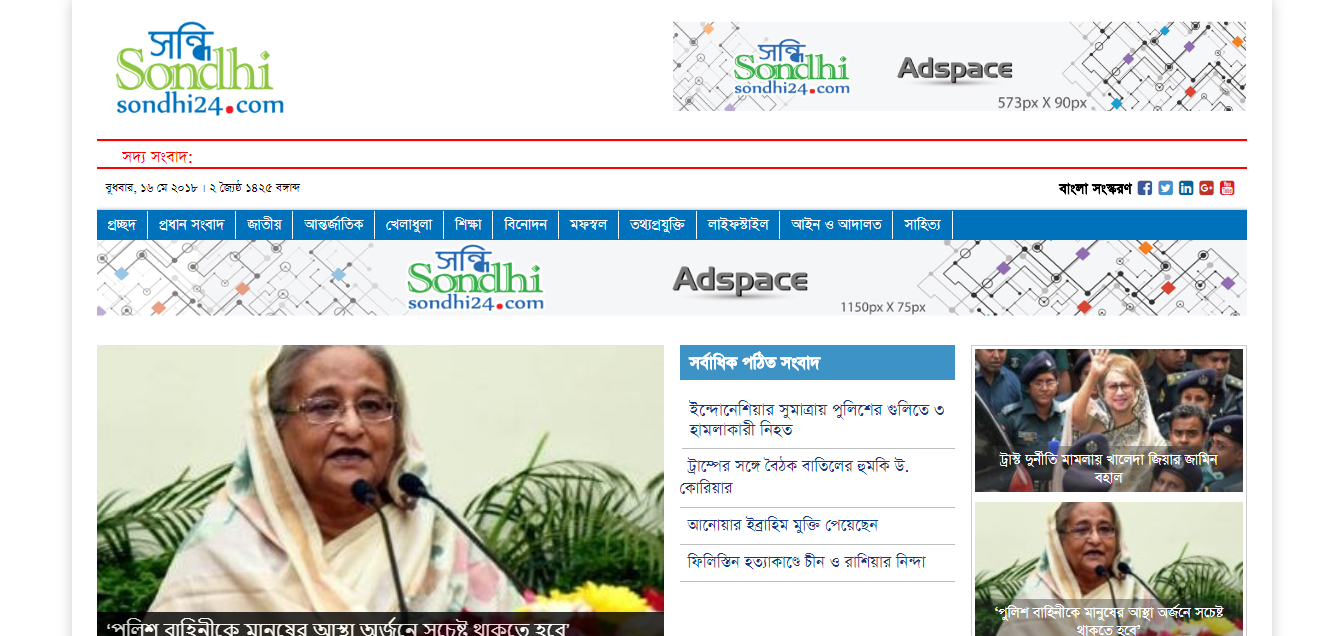 সন্ধি
Sondhi
sondhi24.com
সন্ধি
Sondhi
sondhi24.com
Adspace
573px X 90px
সদ্য সংবাদ:
বুধবার, ১৬ মে ২০১৮ । ২ জ্যৈষ্ঠ ১৪২৫ বঙ্গাব্দ
বাংলা সংস্করণ
প্রচ্ছদ প্রধান সংবাদ জাতীয় আন্তর্জাতিক খেলাধুলা শিক্ষা বিনোদন মফস্বল তথ্যপ্রযুক্তি লাইফস্টাইল আইন ও আদালত সাহিত্য
সন্ধি
Sondhi
sondhi24.com
Adspace
1150px X 75px
‘পুলিশ বাহিনীকে মানুষের আস্থা অর্জনে সচেষ্ট থাকতে হবে’
সর্বাধিক পঠিত সংবাদ
ইন্দোনেশিয়ার সুমাত্রায় পুলিশের গুলিতে ৩
হামলাকারী নিহত
ট্রাম্পের সঙ্গে বৈঠক বাতিলের হুমকি উ.
কোরিয়ার
আনোয়ার ইব্রাহিম মুক্তি পেয়েছেন
ফিলিস্তিন হত্যাকাণ্ডে চীন ও রাশিয়ার নিন্দা
ট্রাস্ট দুর্নীতি মামলায় খালেদা জিয়ার জামিন
বহাল
‘পুলিশ বাহিনীকে মানুষের আস্থা অর্জনে সচেষ্ট
থাকতে হবে’